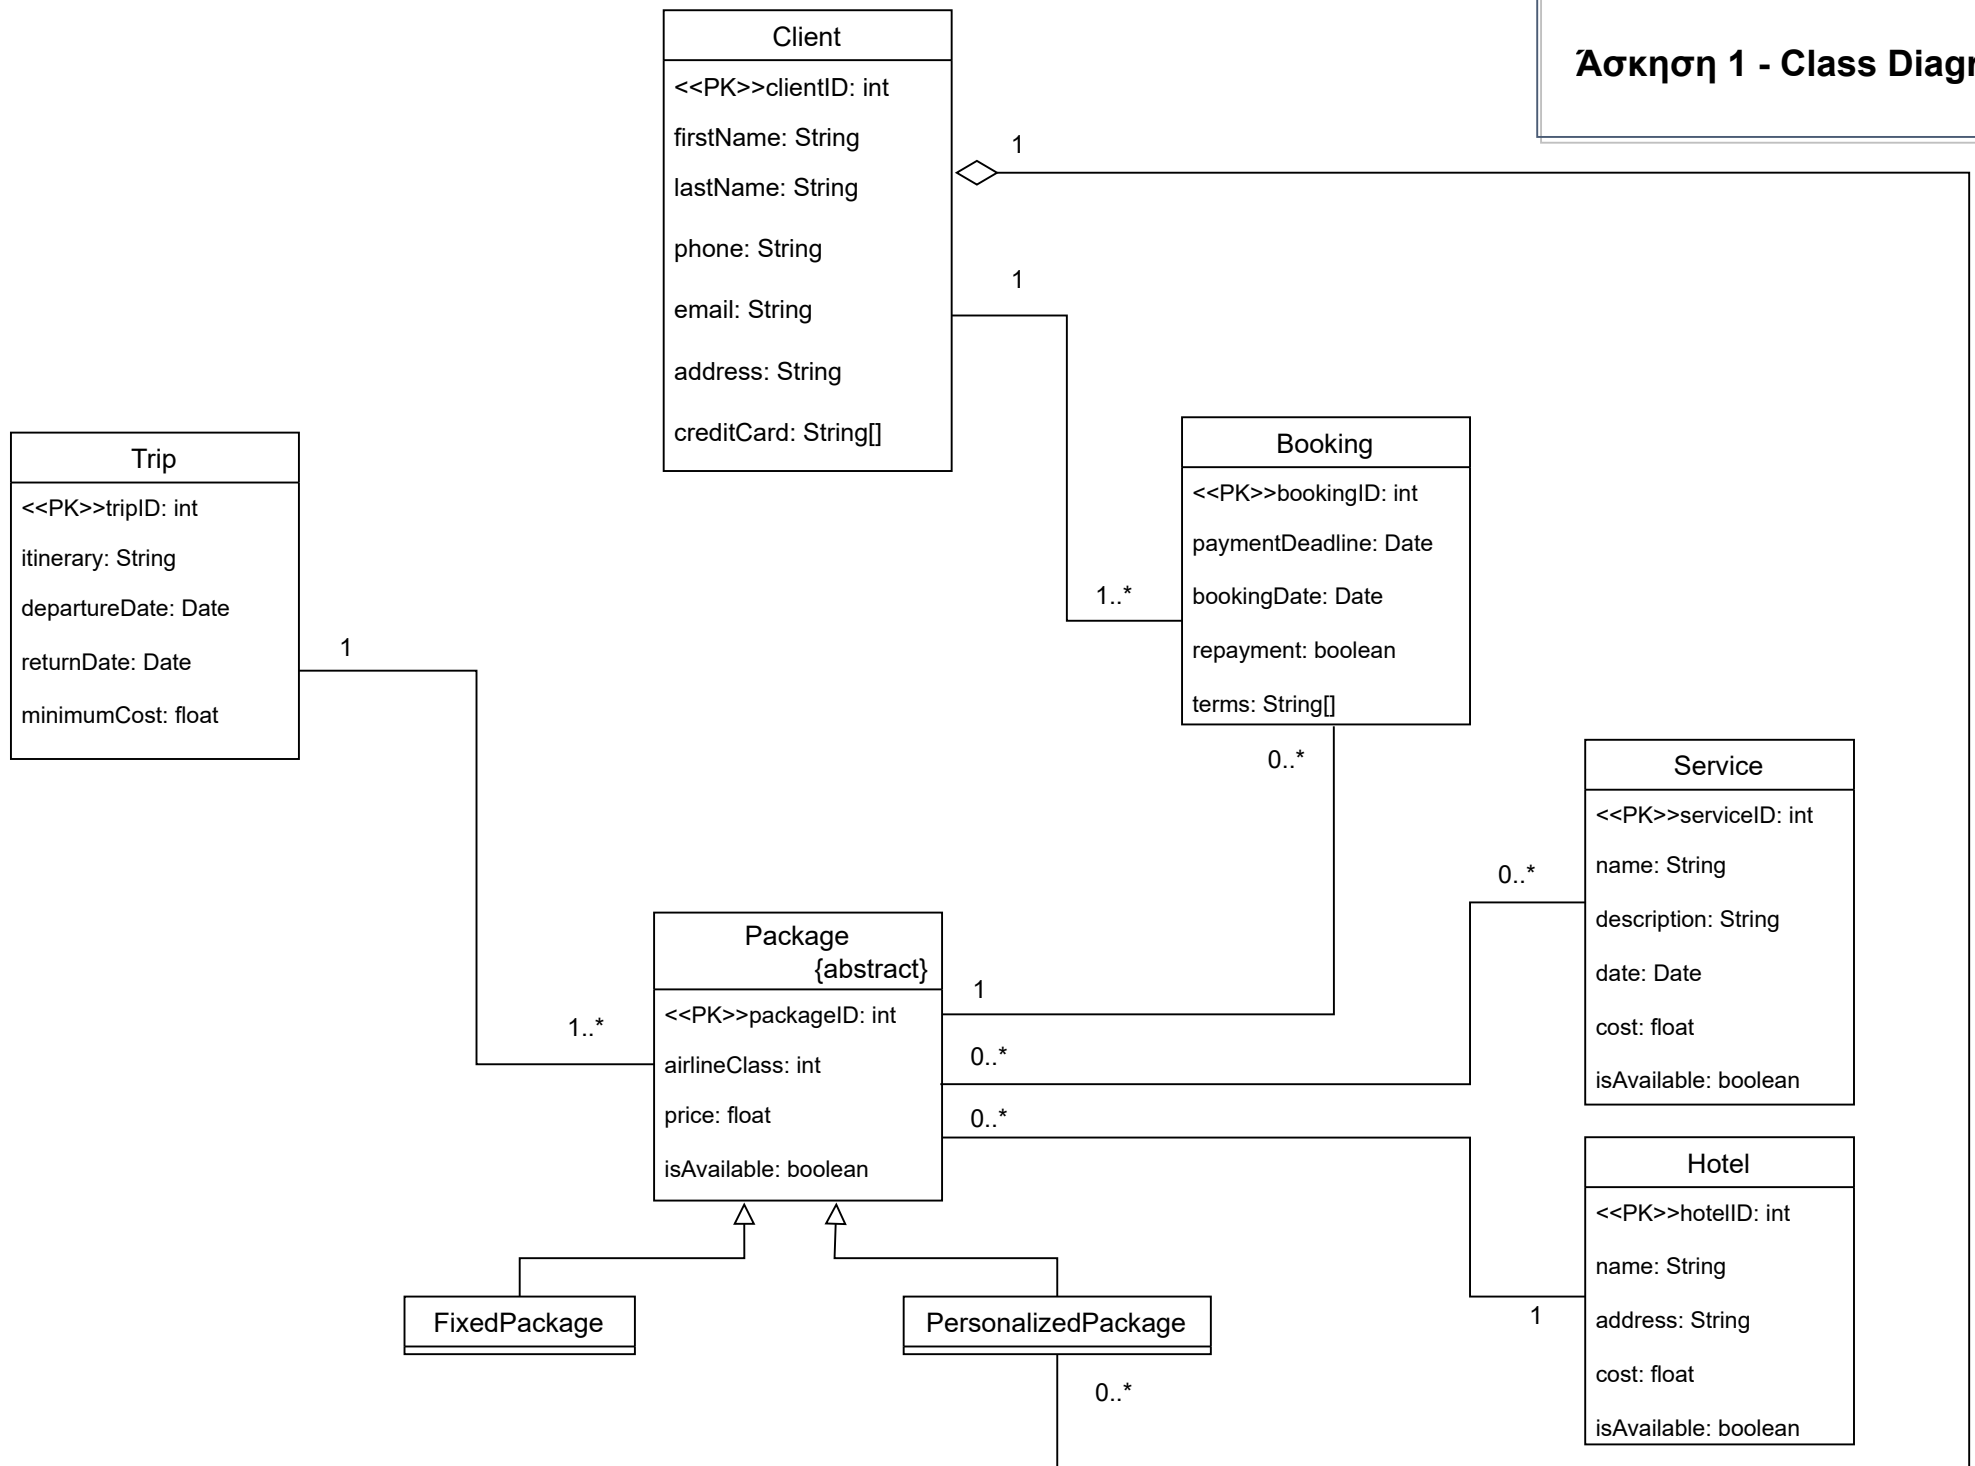 Client
<<PK>>clientID: int
firstName: String
lastName: String
phone: String
email: String
address: String
creditCard: String[]
Άσκηση 1 - Class Diagr
1
1
1..*
Trip
<<PK>>tripID: int
itinerary: String
departureDate: Date
returnDate: Date
minimumCost: float
1
1..*
Booking
<<PK>>bookingID: int
paymentDeadline: Date
bookingDate: Date
repayment: boolean
terms: String[]
0..*
Service
<<PK>>serviceID: int
name: String
description: String
date: Date
cost: float
isAvailable: boolean
0..*
Package
{abstract}
<<PK>>packageID: int
airlineClass: int
price: float
isAvailable: boolean
1
0..*
0..*
Hotel
<<PK>>hotelID: int
name: String
address: String
cost: float
isAvailable: boolean
1
FixedPackage
PersonalizedPackage
0..*